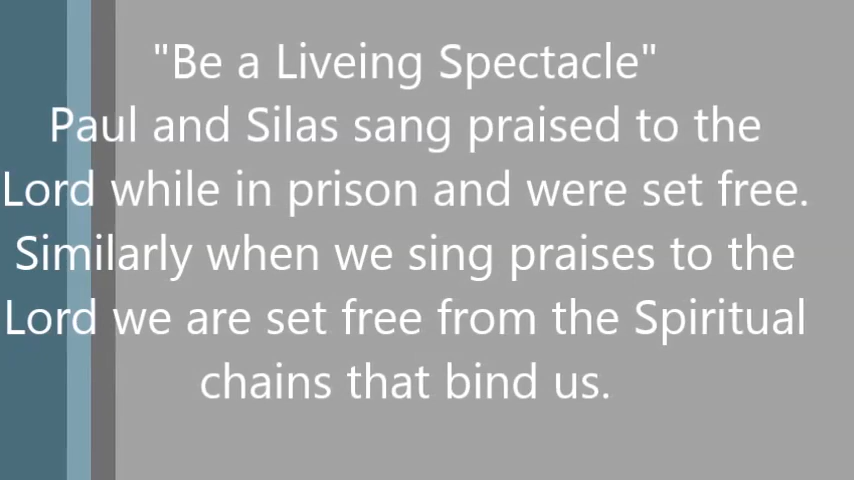 "Be a Liveing Spectacle"
Paul and Silas sang praised to the
Lord while in prison and were set free.
Similarly when we sing praises to the
Lord we are set free from the Spiritual
chains that bind us.